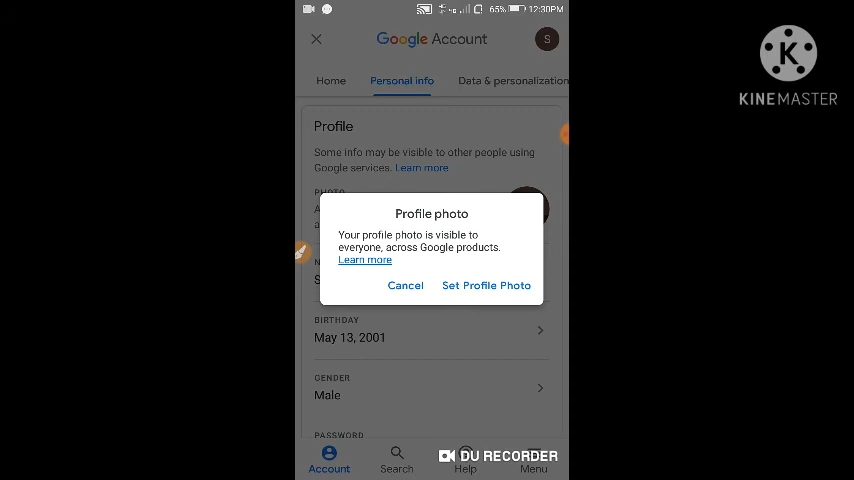 65% 12:30PM
Google Account
S
Home Personal info Data & personalization
K
KINEMASTER
Profile
Some info may be visible to other people using
Google services. Learn more
PHOTO
Profile photo
Your profile photo is visible to
everyone, across Google products.
Learn more
Cancel Set Profile Photo
BIRTHDAY
May 13, 2001
GENDER
Male
PASSWORD
DU RECORDER
Account Search Help Menu